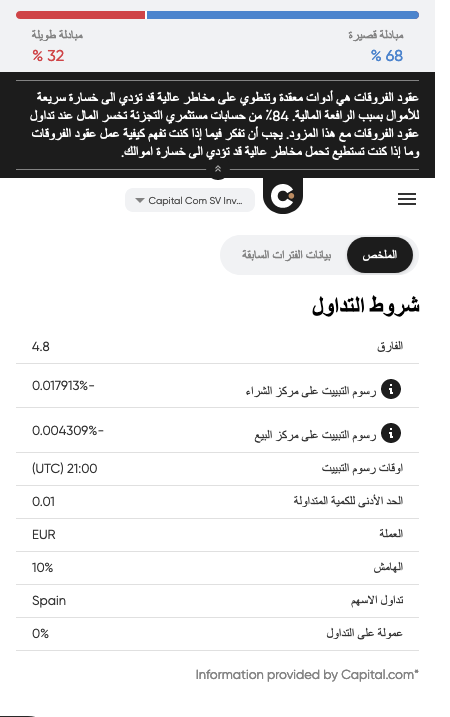 مبادلة قصيرة
مبادلة طويلة
% 68
% 32
عقود الفروقات هي أدوات معقدة وتنطوي على مخاطر عالية قد تؤدي الى خسارة سريعة
للأموال بسبب الرافعة المالية. 84٪ من حسابات مستثمري التجزئة تخسر المال عند تداول
عقود الفروقات مع هذا المزود. يجب أن تفكر فيما إذا كنت تفهم كيفية عمل عقود الفروقات
وما إذا كنت تستطيع تحمل مخاطر عالية قد تؤدي الى خسارة اموالك.
Capital Com SV Inv...
الملخص
بيانات الفترات السابقة
شروط التداول
الفارق 4.8
رسوم التبييت على مركز الشراء -0.017913%
رسوم التبييت على مركز البيع -0.004309%
اوقات رسوم التبييت 21:00 (UTC)
الحد الأدنى للكمية المتداولة 0.01
العملة EUR
الهامش 10%
تداول الاسهم Spain
عمولة على التداول 0%
Information provided by Capital.com*